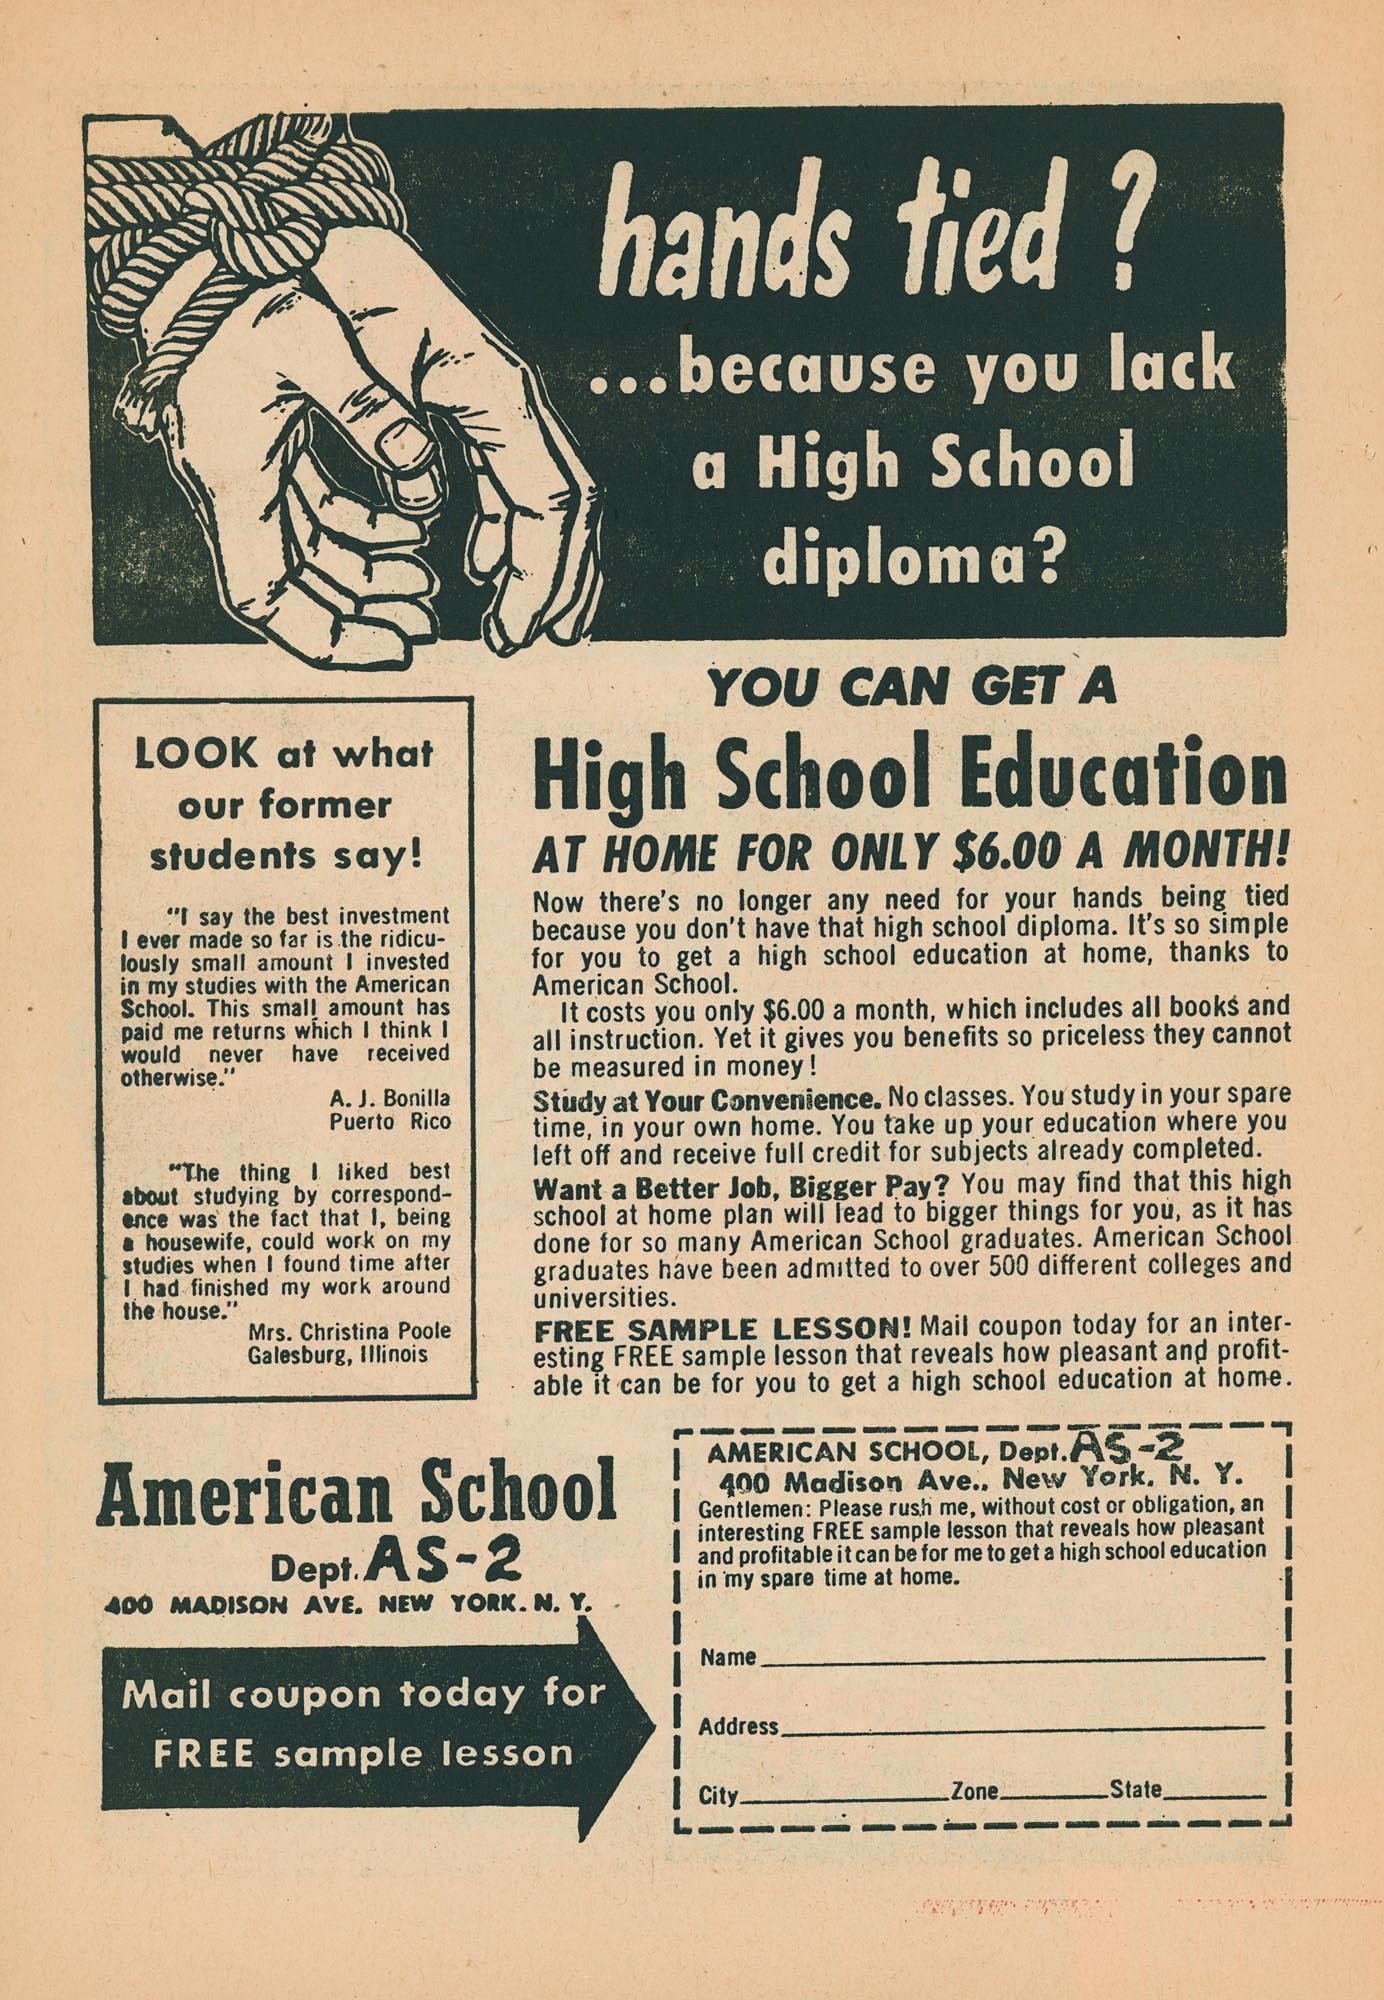 hands tied?
...because you lack
a High School
diploma?
YOU CAN GET A
High School Education
AT HOME FOR ONLY $6.00 A MONTH!
Now there's no longer any need for your hands being tied
because you don't have that high school diploma. It's so simple
for you to get a high school education at home, thanks to
American School.
It costs you only $6.00 a month, which includes all books and
all instruction. Yet it gives you benefits so priceless they cannot
be measured in money!
Study at Your Convenience. No classes. You study in your spare
time, in your own home. You take up your education where you
left off and receive full credit for subjects already completed.
Want a Better Job, Bigger Pay? You may find that this high
school at home plan will lead to bigger things for you, as it has
done for so many American School graduates. American School
graduates have been admitted to over 500 different colleges and
universities.
FREE SAMPLE LESSON! Mail coupon today for an inter-
esting FREE sample lesson that reveals how pleasant and profit-
able it can be for you to get a high school education at home.
LOOK at what
our former
students say!
"I say the best investment
I ever made so far is the ridicu-
lously small amount I invested
in my studies with the American
School. This small amount has
paid me returns which I think I
would never have received
otherwise."
A. J. Bonilla
Puerto Rico
"The thing I liked best
about studying by correspond-
ence was the fact that I, being
a housewife, could work on my
studies when I found time after
I had finished my work around
the house."
Mrs. Christina Poole
Galesburg, Illinois
American School
Dept. AS-2
400 MADISON AVE. NEW YORK. N. Y.
Mail coupon today for
FREE sample lesson
AMERICAN SCHOOL, Dept. AS-2
400 Madison Ave., New York. N. Y.
Gentlemen: Please rush me, without cost or obligation, an
interesting FREE sample lesson that reveals how pleasant
and profitable it can be for me to get a high school education
in my spare time at home.
Name
Address
City Zone State